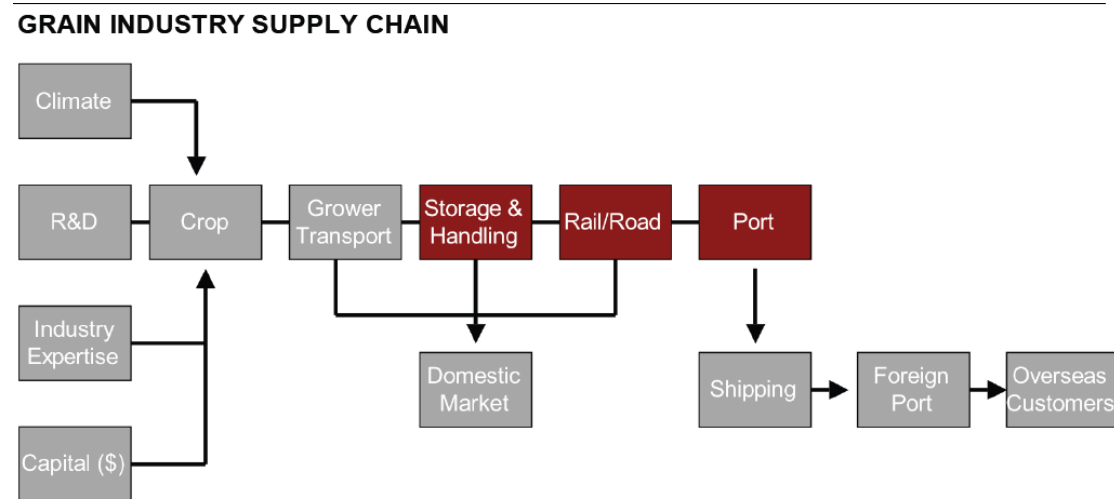 GRAIN INDUSTRY SUPPLY CHAIN
Climate
R&D
Crop
Grower
Transport
Storage &
Handling
Rail/Road
Port
Industry
Expertise
Domestic
Market
Shipping
Foreign
Port
Overseas
Customers
Capital ($)